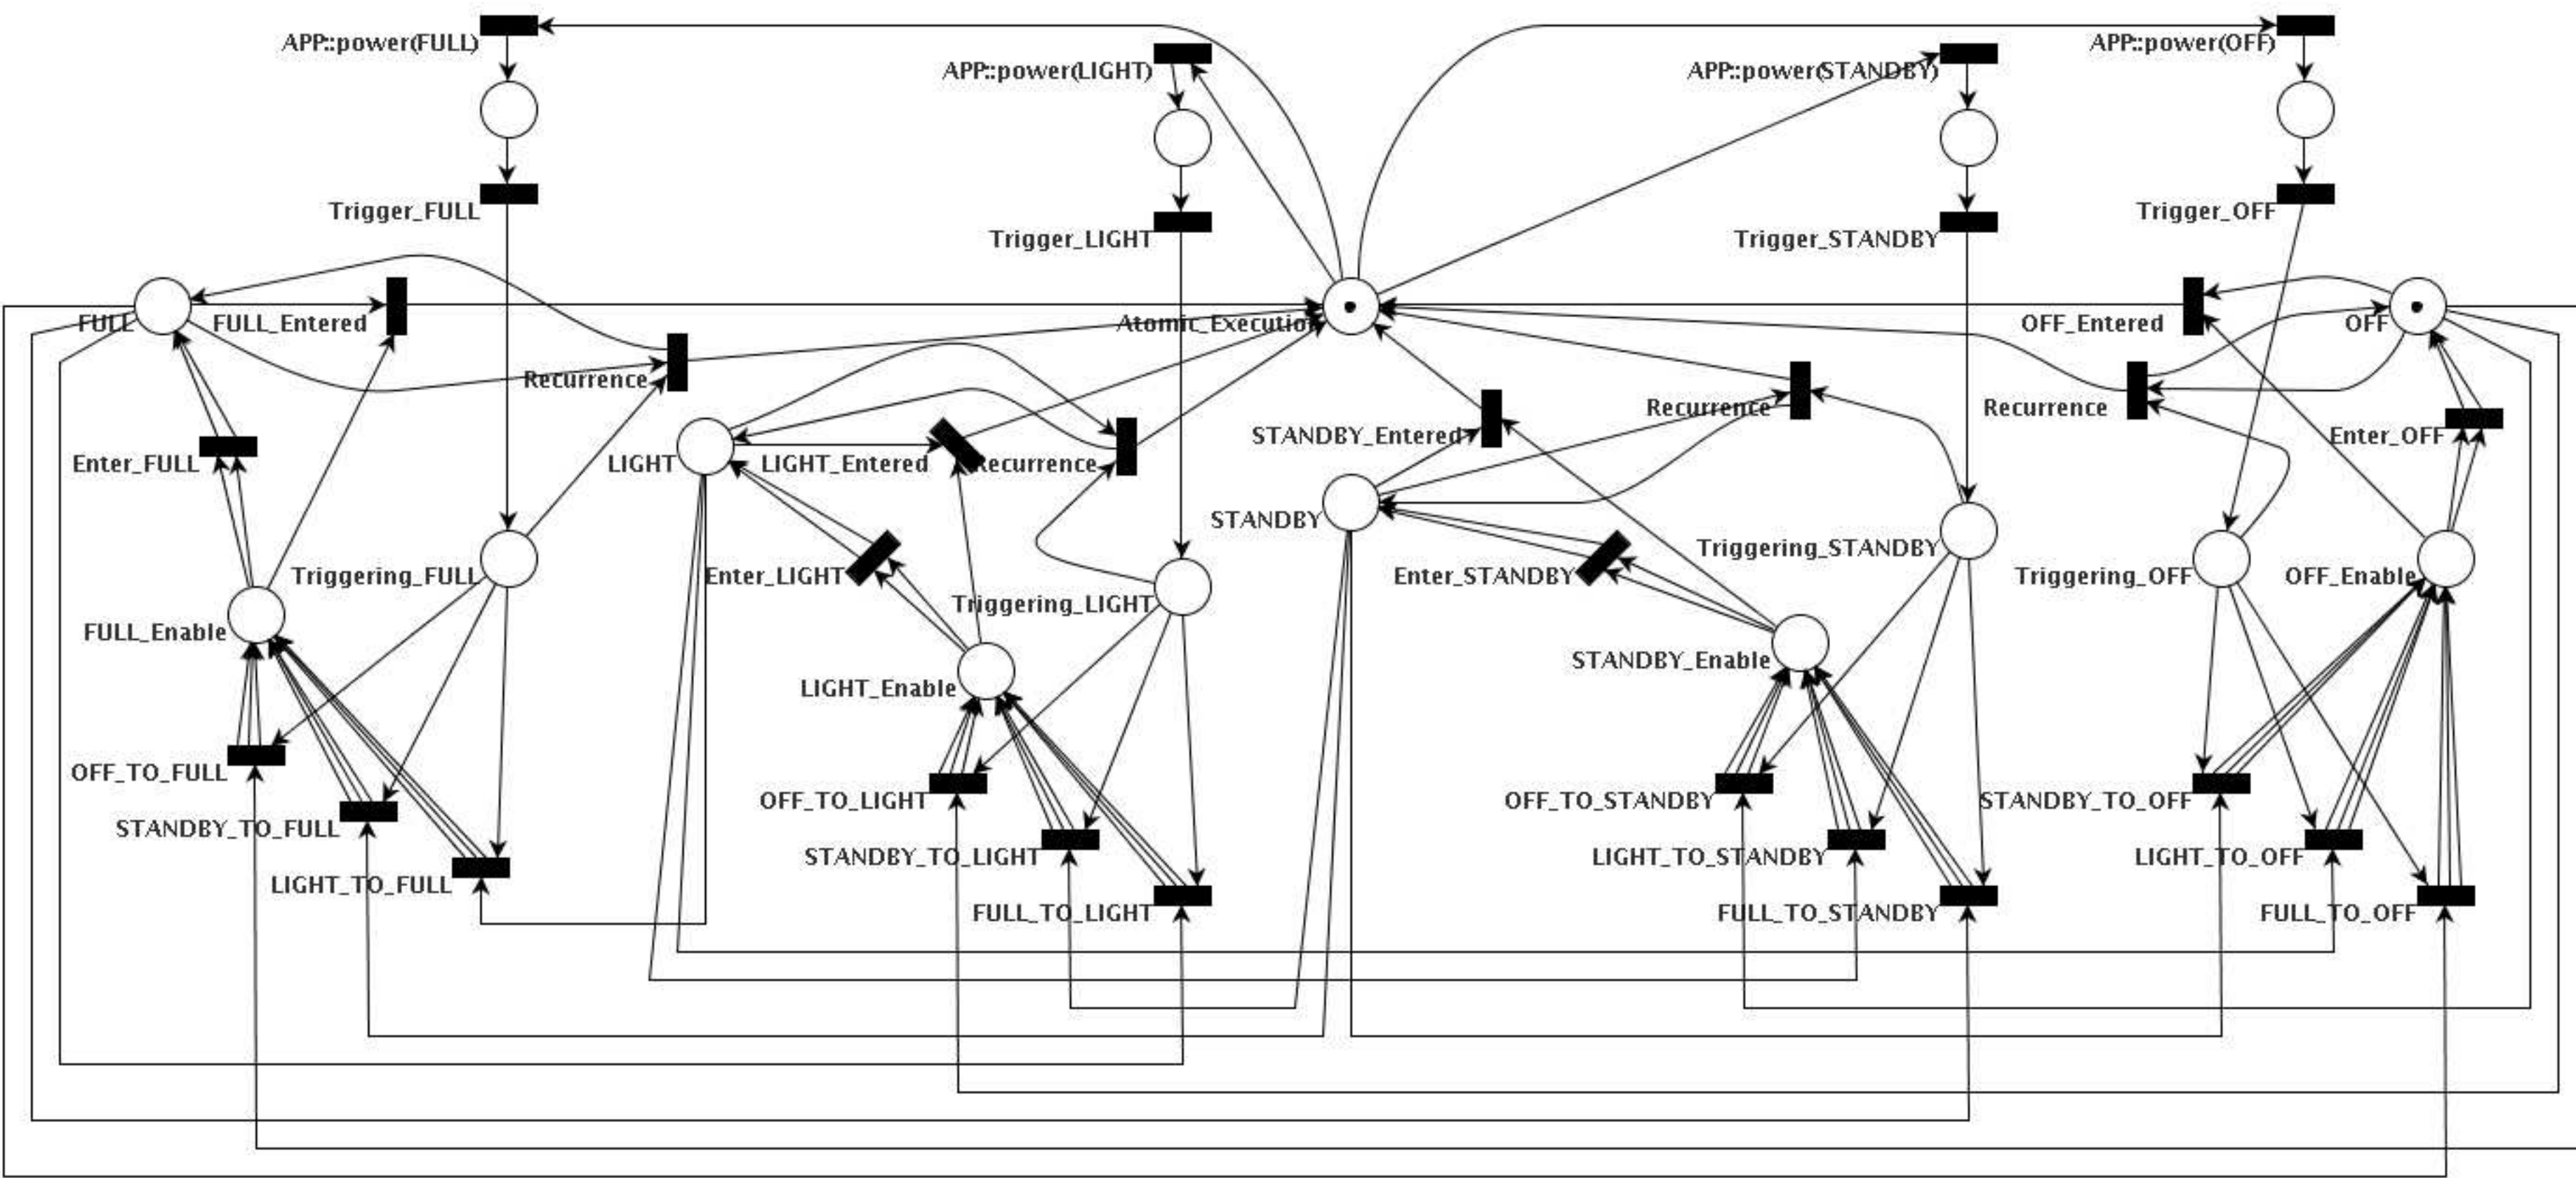 APP::power(FULL)
APP::power(LIGHT)
APP::power(STANDBY)
APP::power(OFF)
Trigger_FULL
Trigger_LIGHT
Trigger_STANDBY
Trigger_OFF
FULL
FULL_Entered
Atomic_Execution
OFF_Entered
OFF
Recurrence
Recurrence
Recurrence
Enter_FULL
LIGHT
LIGHT_Entered
Recurrence
STANDBY_Entered
Enter_OFF
STANDBY
Triggering_FULL
Enter_LIGHT
Triggering_LIGHT
Enter_STANDBY
Triggering_STANDBY
Triggering_OFF
OFF_Enable
FULL_Enable
LIGHT_Enable
STANDBY_Enable
OFF_TO_FULL
STANDBY_TO_FULL
LIGHT_TO_FULL
OFF_TO_LIGHT
STANDBY_TO_LIGHT
FULL_TO_LIGHT
OFF_TO_STANDBY
LIGHT_TO_STANDBY
FULL_TO_STANDBY
STANDBY_TO_OFF
LIGHT_TO_OFF
FULL_TO_OFF